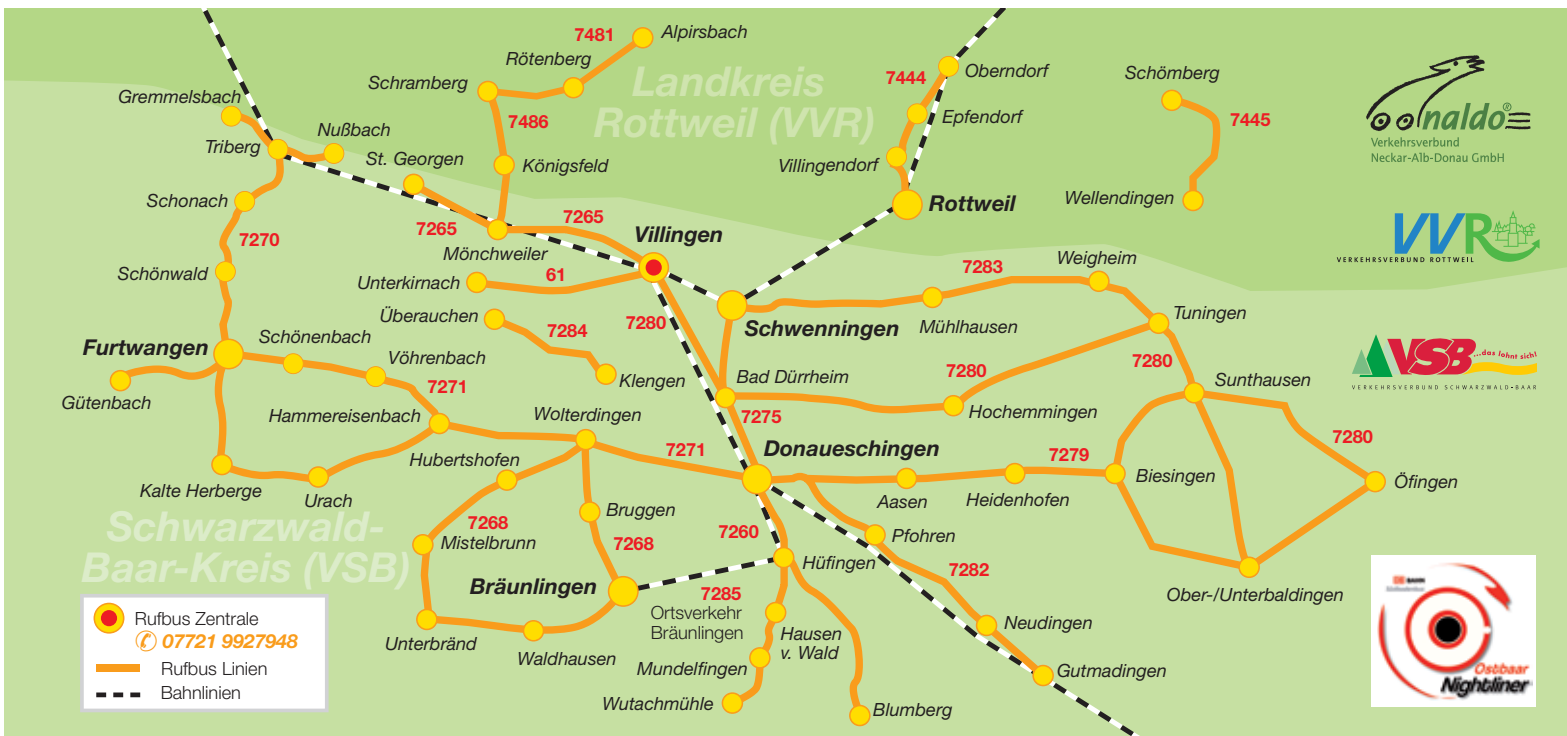 7481
Alpirsbach
Rötenberg
Schramberg
Landkreis
Rottweil (VVR)
7444
Oberndorf
Schömberg
Gremmelsbach
Nußbach
Triberg
St. Georgen
7486
Königsfeld
Epfendorf
7445
Villingendorf
Wellendingen
Rottweil
naldo®
Verkehrsverbund
Neckar-Alb-Donau GmbH
Schonach
7270
7265
7265
Mönchweiler
Villingen
VVR
VERKEHRSVERBUND ROTTWEIL
Schönwald
Unterkirnach
61
7283
Weigheim
Überauchen
7284
7280
Schwenningen
Mühlhausen
Tuningen
Furtwangen
Schönenbach
Vöhrenbach
Klengen
Bad Dürrheim
7280
7280
Sunthausen
VSB
...das lohnt sich!
VERKEHRSVERBUND SCHWARZWALD-BAAR
Gütenbach
7271
Hammereisenbach
Wolterdingen
7275
Hochemmingen
Donaueschingen
7280
Hubertshofen
7271
7279
Kalte Herberge
Urach
Aasen
Heidenhofen
Biesingen
Öfingen
Schwarzwald-
Baar-Kreis (VSB)
7268
Mistelbrunn
Bruggen
7268
7260
Pfohren
Hüfingen
7282
Bräunlingen
7285
Ortsverkehr
Bräunlingen
Ober-/Unterbaldingen
Rufbus Zentrale
✆ 07721 9927948
Rufbus Linien
Bahnlinien
Unterbränd
Waldhausen
Hausen
v. Wald
Neudingen
Mundelfingen
Gutmadingen
Wutachmühle
Blumberg
DB BAHN
Ostbaar
Nightliner